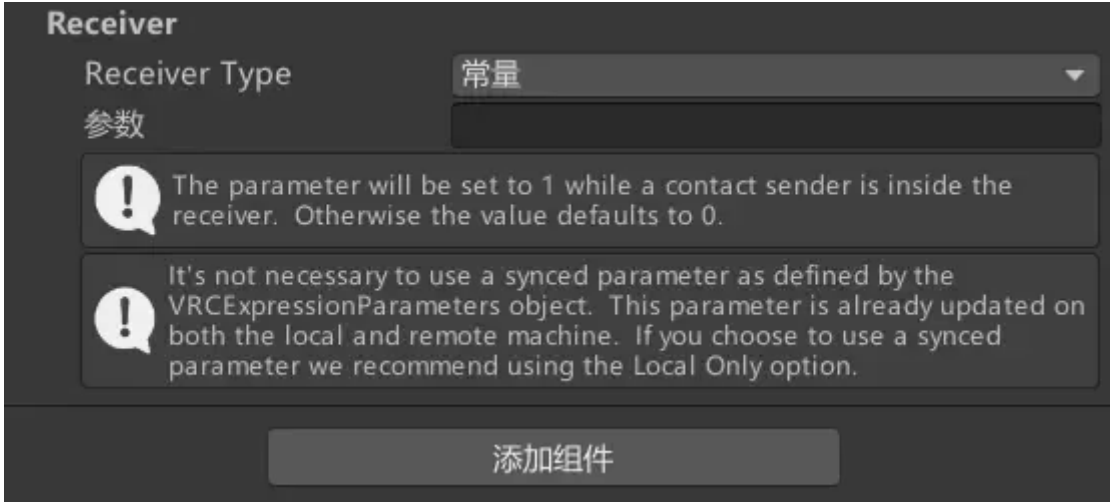 Receiver
Receiver Type 常量
参数
The parameter will be set to 1 while a contact sender is inside the
receiver.  Otherwise the value defaults to 0.
It's not necessary to use a synced parameter as defined by the
VRCExpressionParameters object.  This parameter is already updated on
both the local and remote machine.  If you choose to use a synced
parameter we recommend using the Local Only option.
添加组件